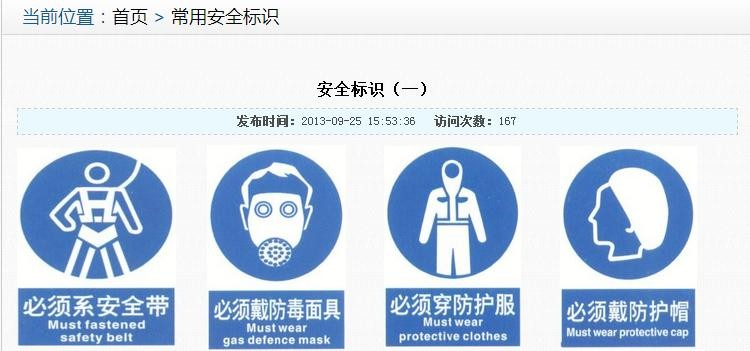 当前位置：首页 > 常用安全标识
安全标识（一）
发布时间：2013-09-25 15:53:36 访问次数：167
必须系安全带
Must fastened
safety belt
必须戴防毒面具
Must wear
gas defence mask
必须穿防护服
Must wear
protective clothes
必须戴防护帽
Must wear protective cap